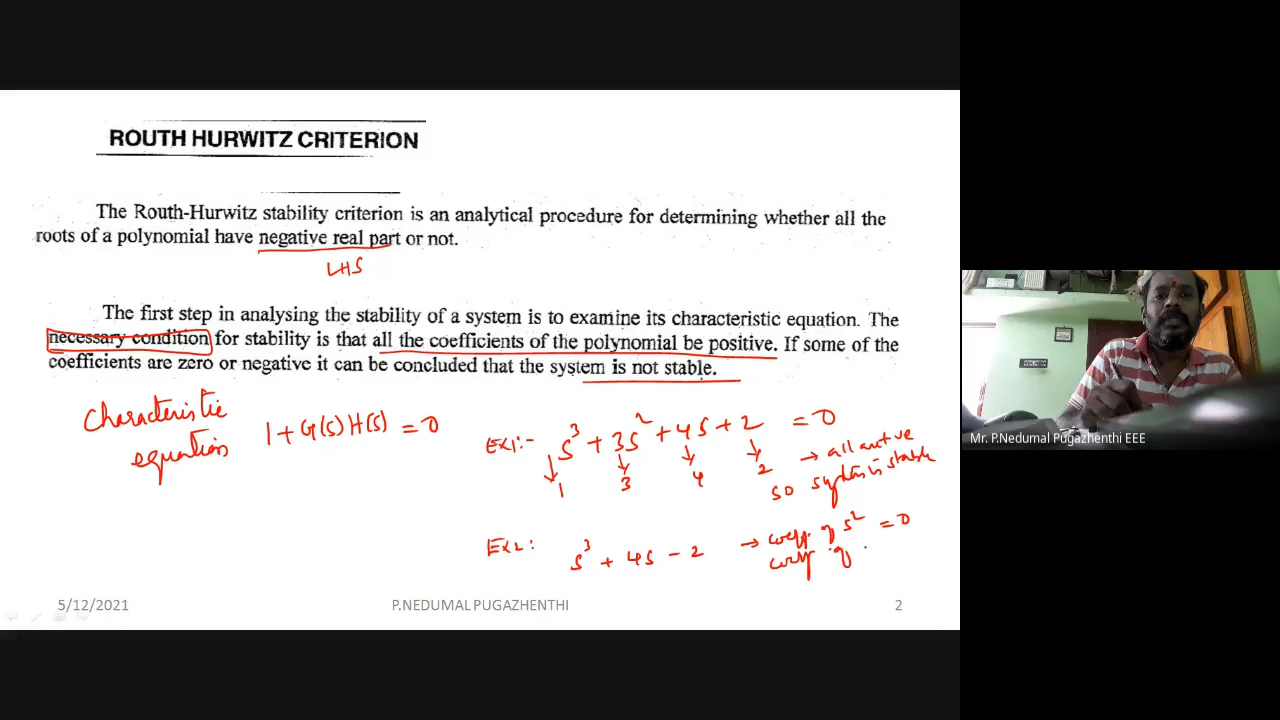 ROUTH HURWITZ CRITERION
The Routh-Hurwitz stability criterion is an analytical procedure for determining whether all the
roots of a polynomial have negative real part or not.
LHS
The first step in analysing the stability of a system is to examine its characteristic equation. The
necessary condition for stability is that all the coefficients of the polynomial be positive. If some of the
coefficients are zero or negative it can be concluded that the system is not stable.
Characteristic
equation
1 + G(s) H(s) = 0
Ex1:- s³ + 3s² + 4s + 2 = 0
1 3 4 2
→ all are +ve
so system is stable
Ex2: s³ + 4s - 2 → coeff. of s² = 0
coeff of
5/12/2021
P.NEDUMAL PUGAZHENTHI
2
Mr. P.Nedumal Pugazhenthi EEE